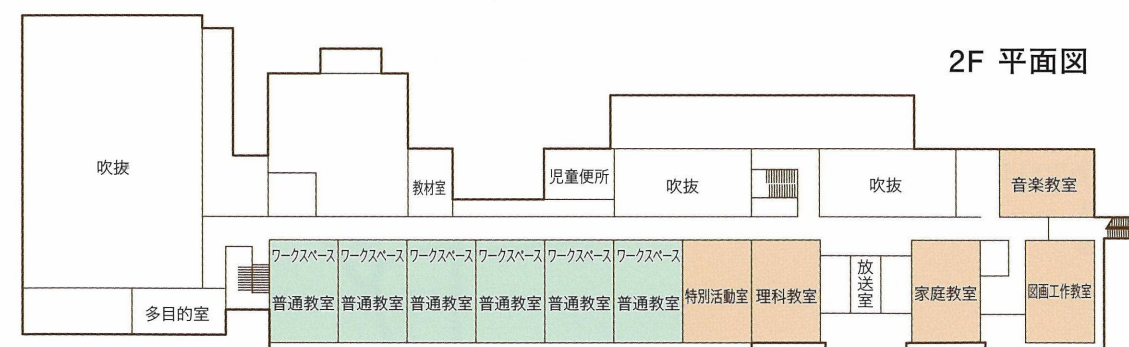 2F 平面図
吹抜
教材室
児童便所
吹抜
吹抜
音楽教室
多目的室
ワークスペース
普通教室
ワークスペース
普通教室
ワークスペース
普通教室
ワークスペース
普通教室
ワークスペース
普通教室
ワークスペース
普通教室
特別活動室
理科教室
放送室
家庭教室
図画工作教室